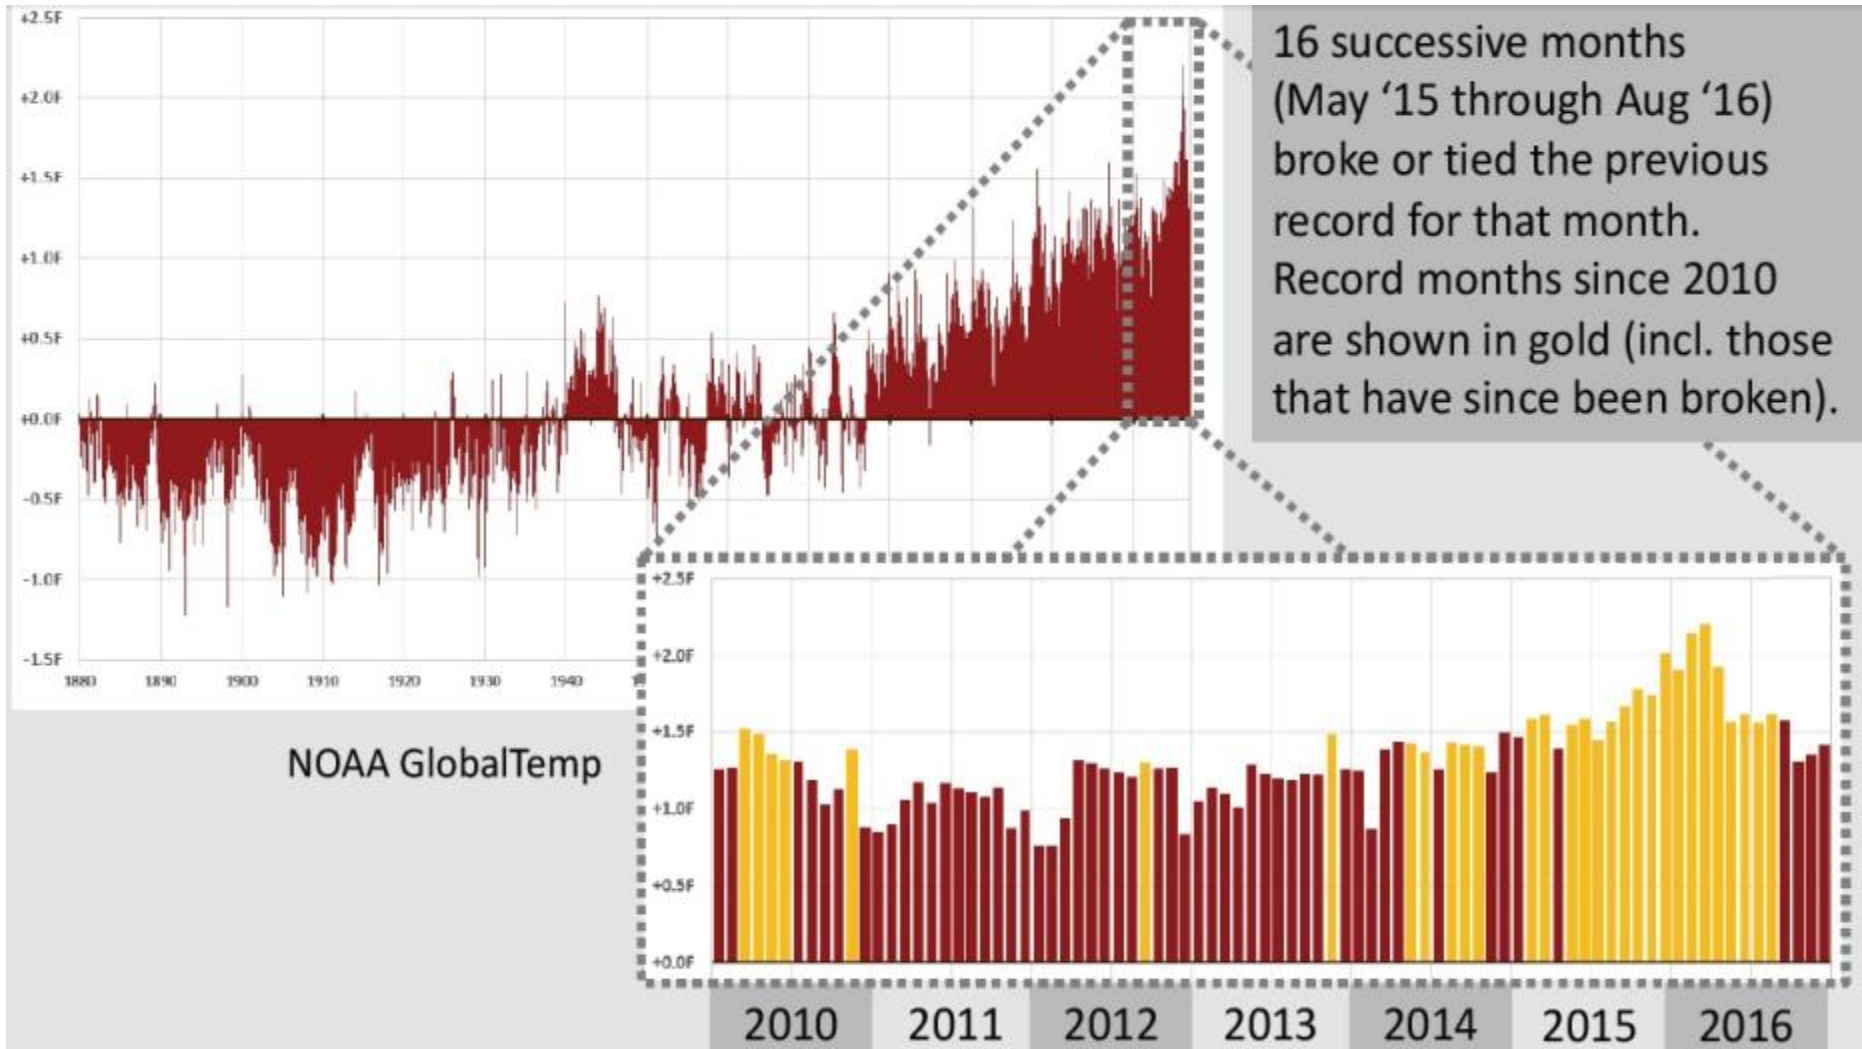 +2.5F
+2.0F
+1.5F
+1.0F
+0.5F
+0.0F
-0.5F
-1.0F
-1.5F
1880 1890 1900 1910 1920 1930 1940
16 successive months
(May ‘15 through Aug ‘16)
broke or tied the previous
record for that month.
Record months since 2010
are shown in gold (incl. those
that have since been broken).
NOAA GlobalTemp
+2.5F
+2.0F
+1.5F
+1.0F
+0.5F
+0.0F
2010 2011 2012 2013 2014 2015 2016